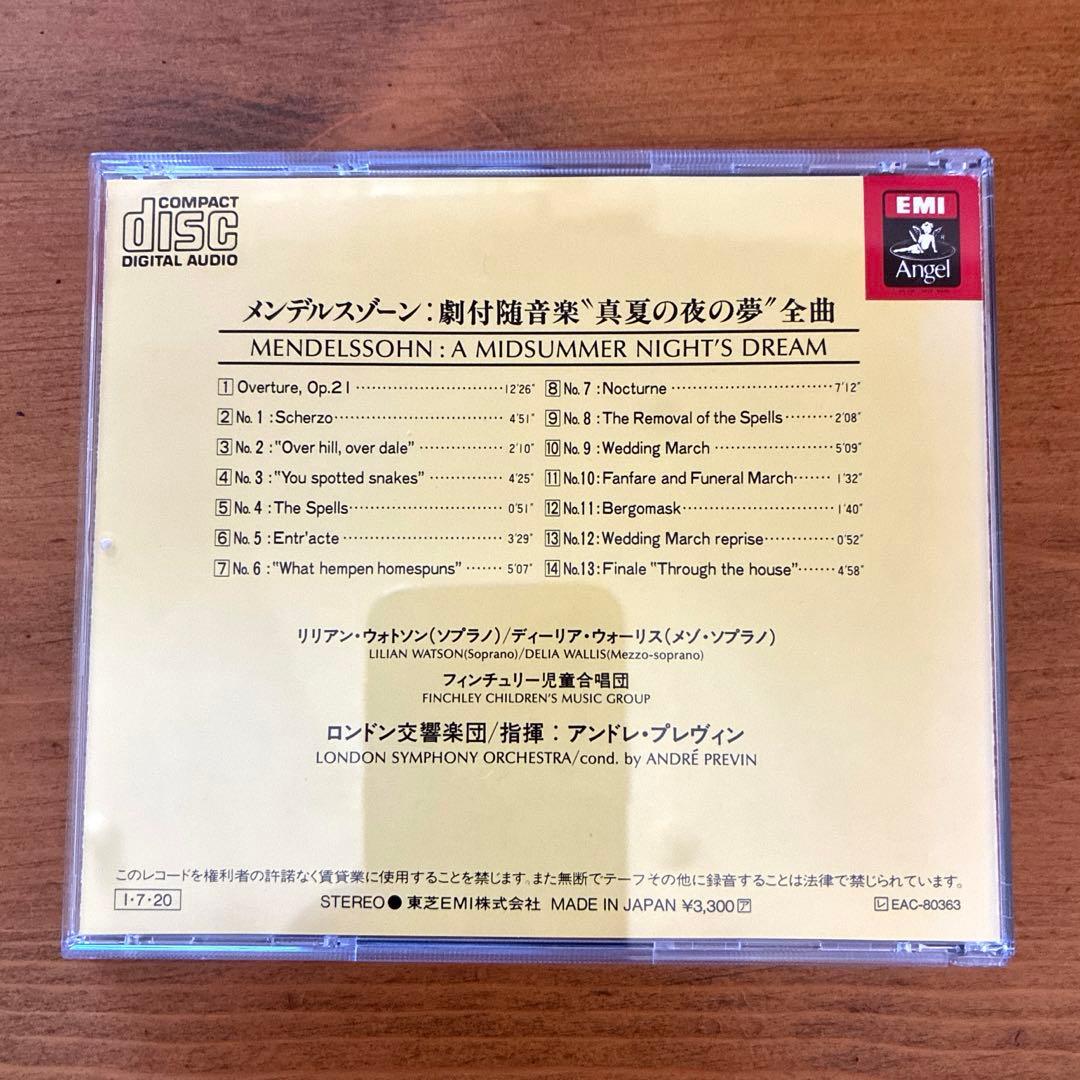 COMPACT
disc
DIGITAL AUDIO
EMI
Angel
メンデルスゾーン:劇付随音楽〝真夏の夜の夢〟全曲
MENDELSSOHN : A MIDSUMMER NIGHT'S DREAM
1 Overture, Op.21 12'26"
2 No. 1 : Scherzo 4'51"
3 No. 2 : "Over hill, over dale" 2'10"
4 No. 3 : "You spotted snakes" 4'25"
5 No. 4 : The Spells 0'51"
6 No. 5 : Entr'acte 3'29"
7 No. 6 : "What hempen homespuns" 5'07"
8 No. 7 : Nocturne 7'12"
9 No. 8 : The Removal of the Spells 2'08"
10 No. 9 : Wedding March 5'09"
11 No.10 : Fanfare and Funeral March 1'32"
12 No.11 : Bergomask 1'40"
13 No.12 : Wedding March reprise 0'52"
14 No.13 : Finale "Through the house" 4'58"
リリアン・ウォトソン(ソプラノ)/ディーリア・ウォーリス(メゾ・ソプラノ)
LILIAN WATSON(Soprano)/DELIA WALLIS(Mezzo-soprano)
フィンチュリー児童合唱団
FINCHLEY CHILDREN'S MUSIC GROUP
ロンドン交響楽団/指揮:アンドレ・プレヴィン
LONDON SYMPHONY ORCHESTRA/cond. by ANDRÉ PREVIN
このレコードを権利者の許諾なく賃貸業に使用することを禁じます。また無断でテープその他に録音することは法律で禁じられています。
I・7・20
STEREO● 東芝EMI株式会社 MADE IN JAPAN ¥3,300 ア
レ EAC-80363